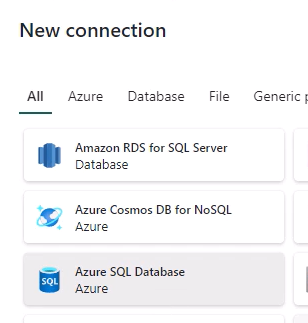 New connection
All Azure Database File Generic
Amazon RDS for SQL Server
Database
Azure Cosmos DB for NoSQL
Azure
SQL
Azure SQL Database
Azure